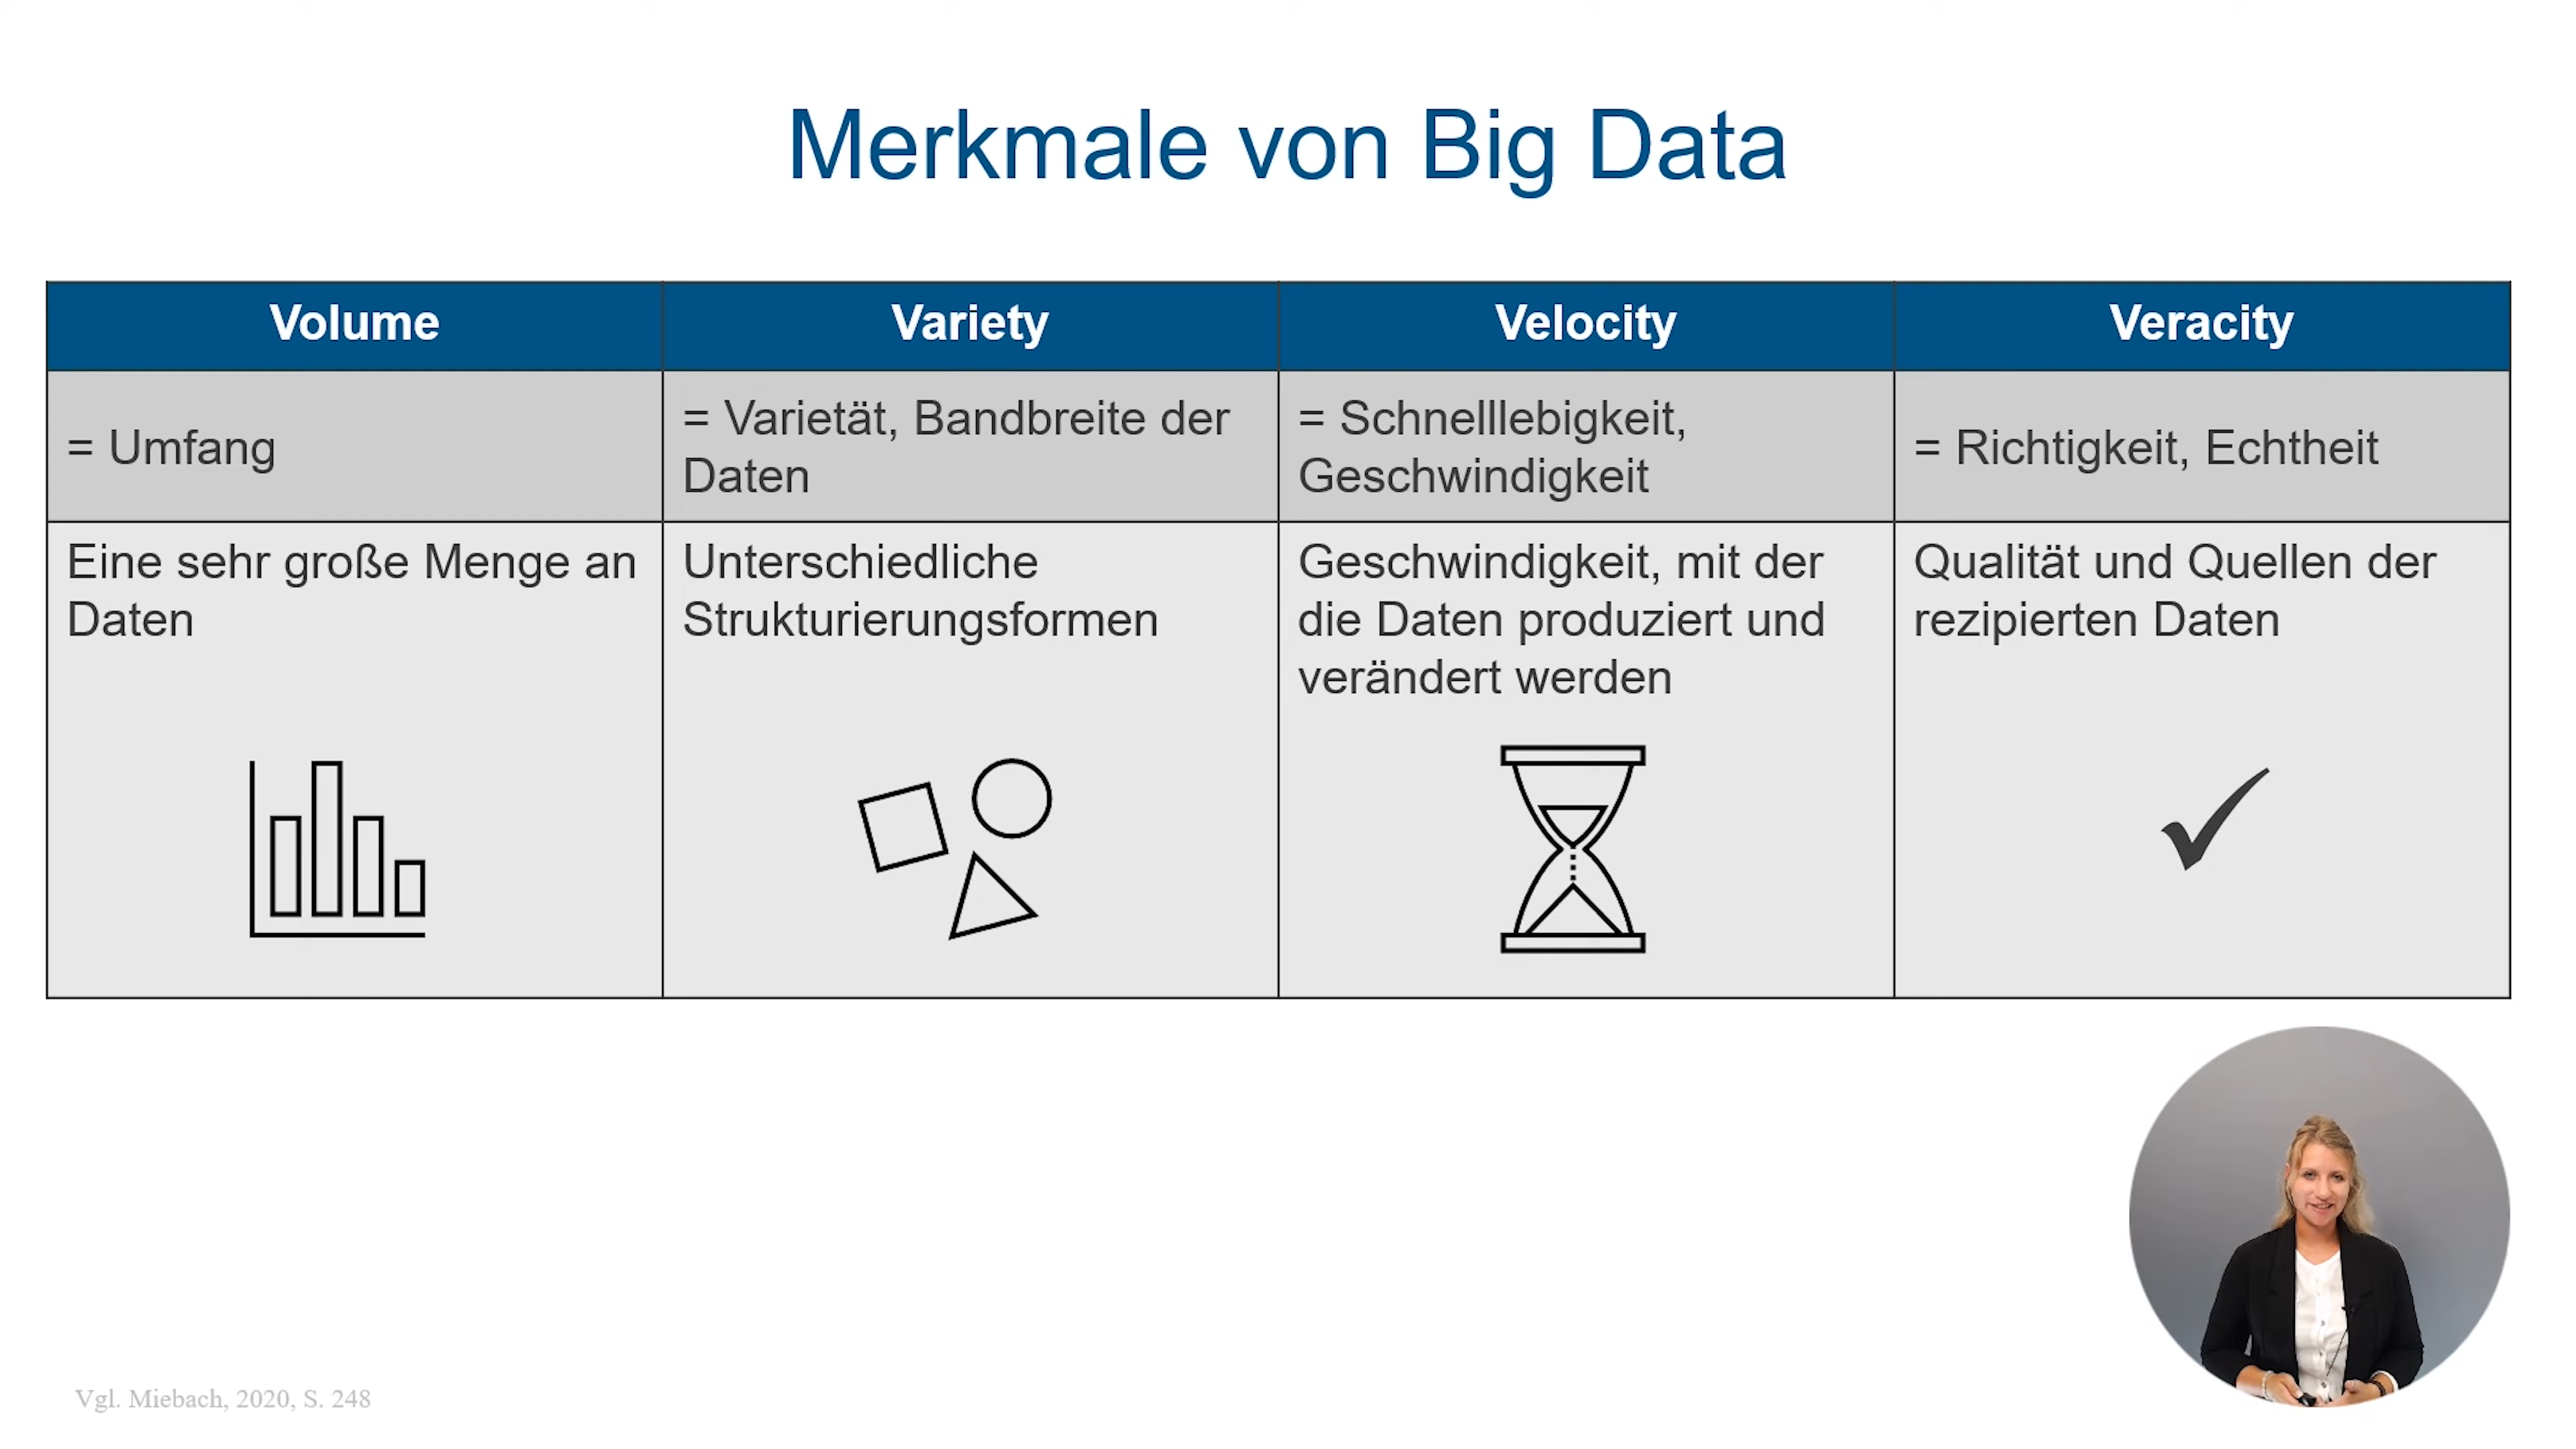 Merkmale von Big Data
Volume
Variety
Velocity
Veracity
= Umfang
= Varietät, Bandbreite der
Daten
= Schnelllebigkeit,
Geschwindigkeit
= Richtigkeit, Echtheit
Eine sehr große Menge an
Daten
Unterschiedliche
Strukturierungsformen
Geschwindigkeit, mit der
die Daten produziert und
verändert werden
Qualität und Quellen der
rezipierten Daten
Vgl. Miebach, 2020, S. 248